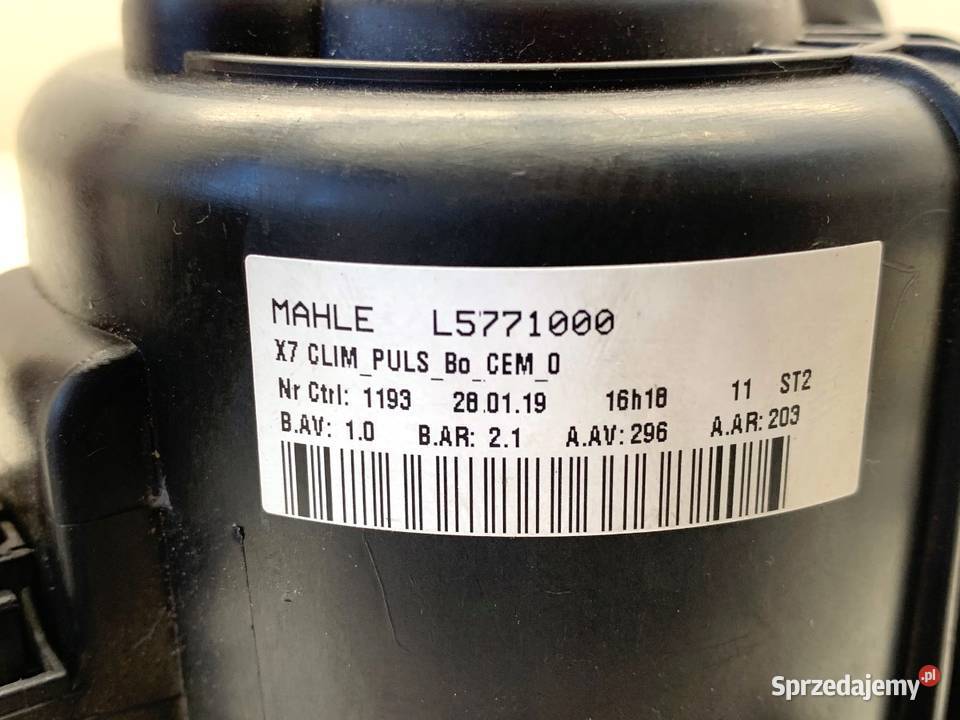 MAHLE L5771000
X7 CLIM_PULS_Bo_CEM_0
Nr Ctrl: 1193 28.01.19 16h18 11 ST2
B.AV: 1.0 B.AR: 2.1 A.AV: 296 A.AR: 203
Sprzedajemy.pl